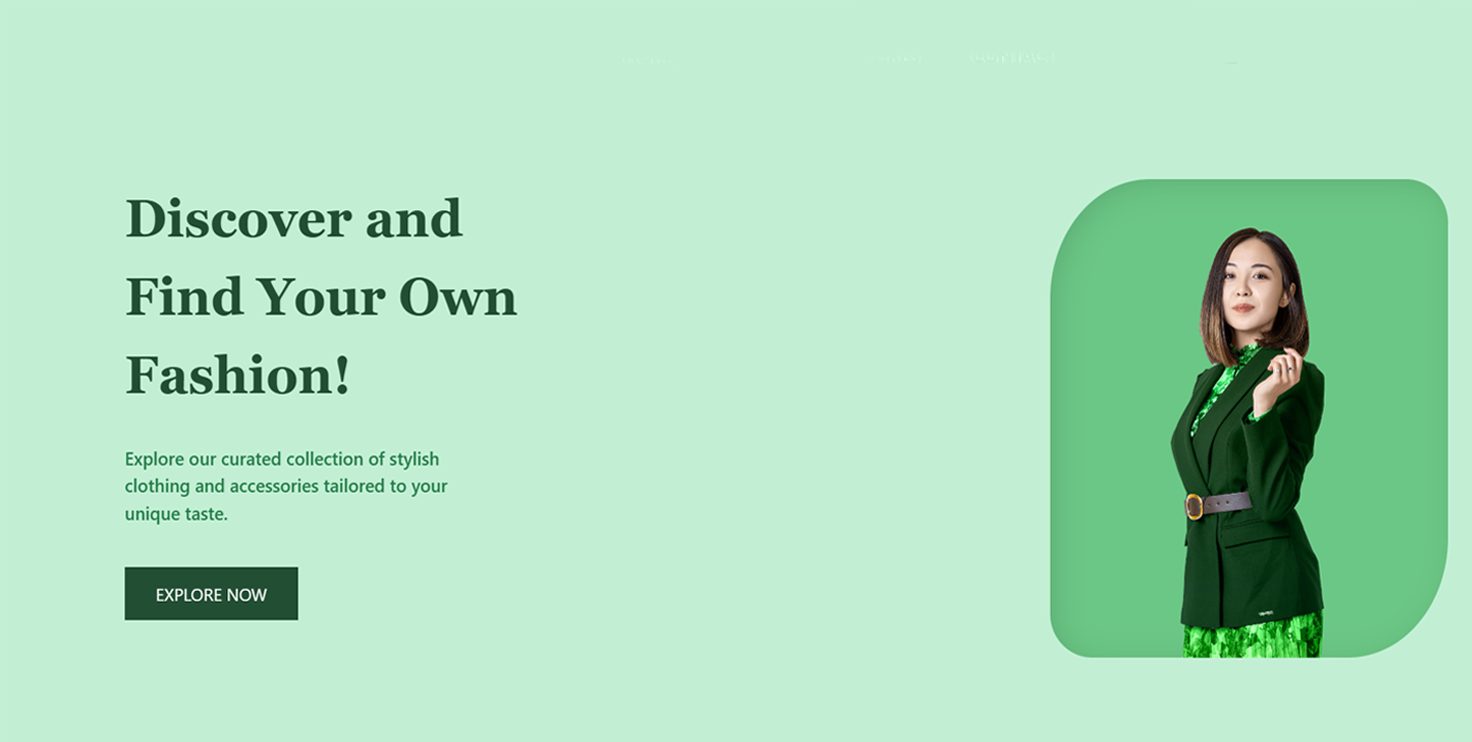 CONTACT
Discover and
Find Your Own
Fashion!
Explore our curated collection of stylish
clothing and accessories tailored to your
unique taste.
EXPLORE NOW